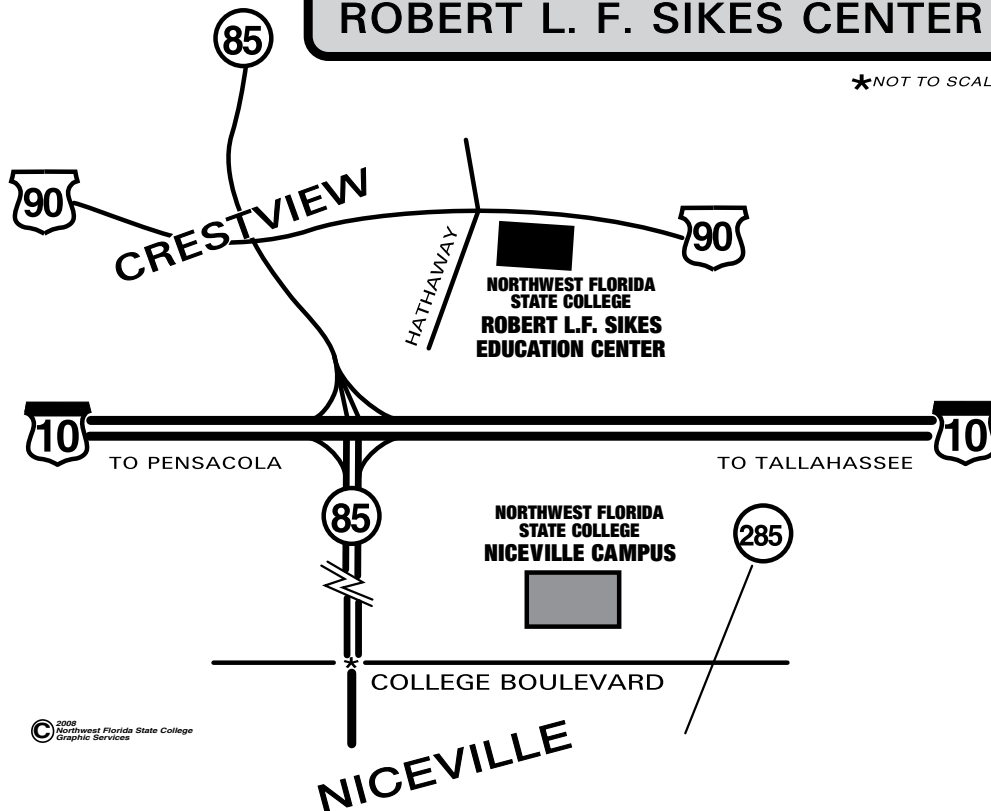 ROBERT L. F. SIKES CENTER
85
*NOT TO SCAL
90
CRESTVIEW
90
HATHAWAY
NORTHWEST FLORIDA
STATE COLLEGE
ROBERT L.F. SIKES
EDUCATION CENTER
10
10
TO PENSACOLA
TO TALLAHASSEE
85
NORTHWEST FLORIDA
STATE COLLEGE
NICEVILLE CAMPUS
285
*
COLLEGE BOULEVARD
© 2008
Northwest Florida State College
Graphic Services
NICEVILLE